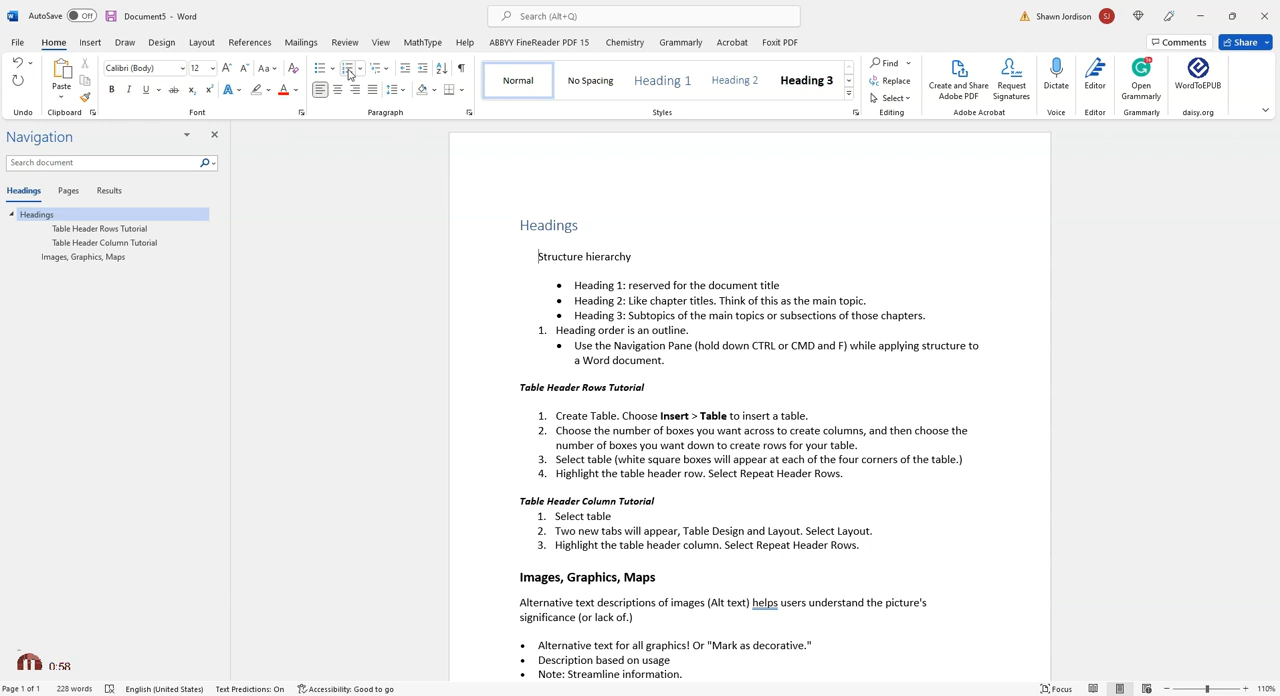 AutoSave Off Document5 - Word Search (Alt+Q) Shawn Jordison SJ
File Home Insert Draw Design Layout References Mailings Review View MathType Help ABBYY FineReader PDF 15 Chemistry Grammarly Acrobat Foxit PDF Comments Share
Calibri (Body) 12 Aa
Paste
B I U ab x₂ x² A A
Normal No Spacing Heading 1 Heading 2 Heading 3
Find
Replace
Select
Create and Share Adobe PDF
Request Signatures
Dictate
Editor
Open Grammarly
WordToEPUB
Undo Clipboard Font Paragraph Styles Editing Adobe Acrobat Voice Editor Grammarly daisy.org
Navigation
Search document
Headings Pages Results
Headings
Table Header Rows Tutorial
Table Header Column Tutorial
Images, Graphics, Maps
Headings
Structure hierarchy
• Heading 1: reserved for the document title
• Heading 2: Like chapter titles. Think of this as the main topic.
• Heading 3: Subtopics of the main topics or subsections of those chapters.
1. Heading order is an outline.
• Use the Navigation Pane (hold down CTRL or CMD and F) while applying structure to
a Word document.
Table Header Rows Tutorial
1. Create Table. Choose Insert > Table to insert a table.
2. Choose the number of boxes you want across to create columns, and then choose the
number of boxes you want down to create rows for your table.
3. Select table (white square boxes will appear at each of the four corners of the table.)
4. Highlight the table header row. Select Repeat Header Rows.
Table Header Column Tutorial
1. Select table
2. Two new tabs will appear, Table Design and Layout. Select Layout.
3. Highlight the table header column. Select Repeat Header Rows.
Images, Graphics, Maps
Alternative text descriptions of images (Alt text) helps users understand the picture's
significance (or lack of.)
• Alternative text for all graphics! Or "Mark as decorative."
• Description based on usage
• Note: Streamline information.
0:58
Page 1 of 1 228 words English (United States) Text Predictions: On Accessibility: Good to go Focus 110%